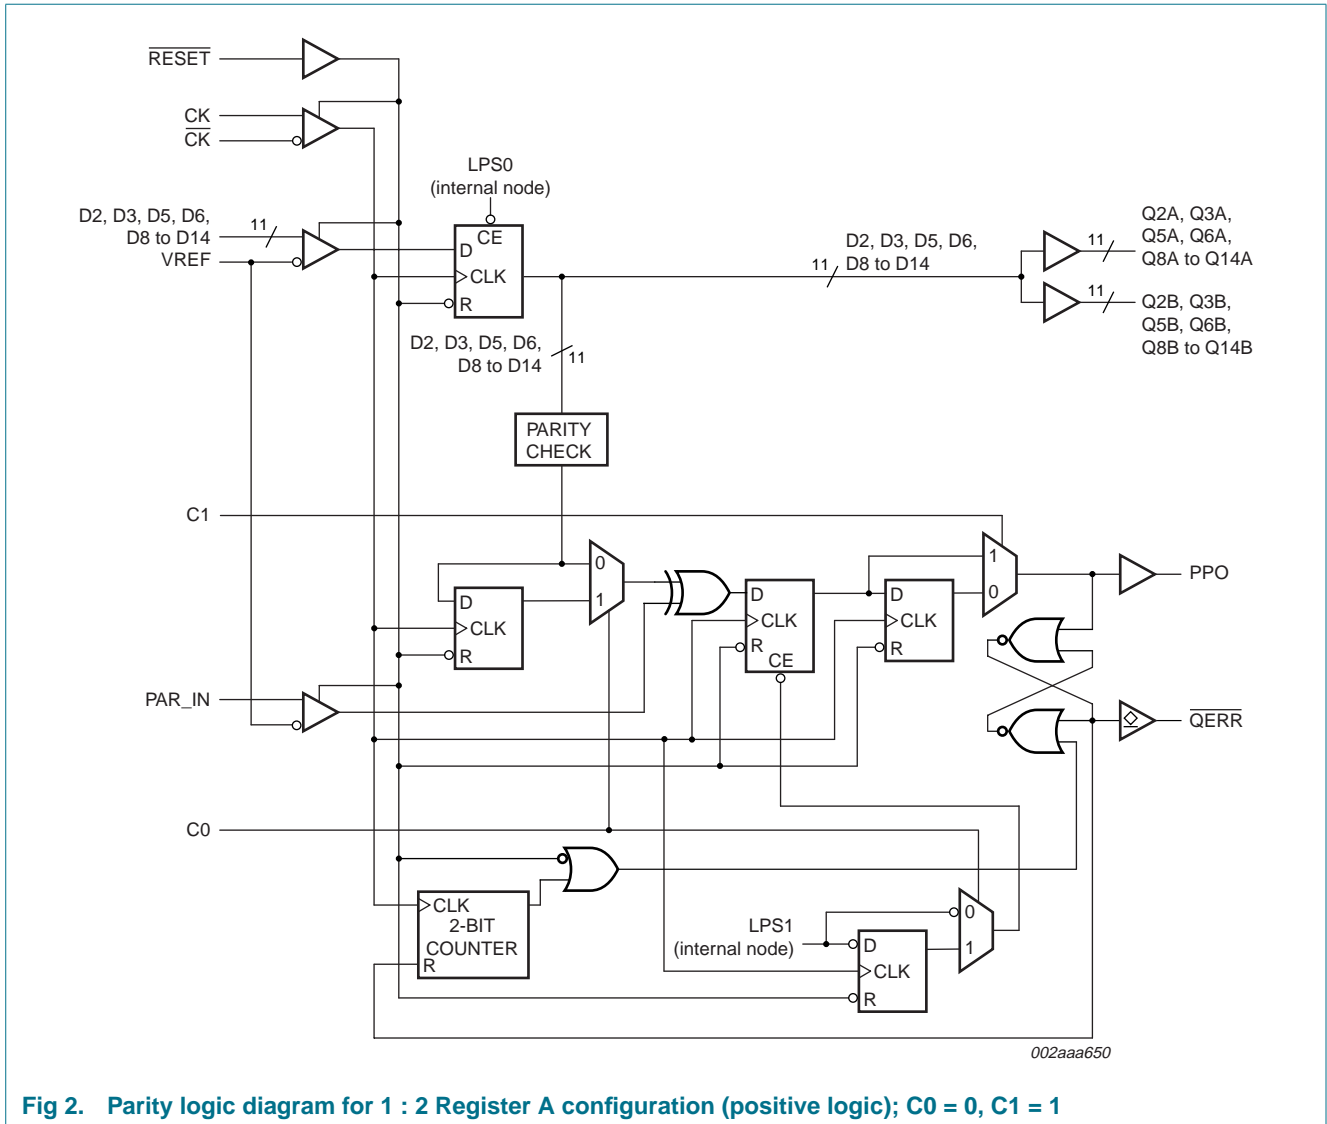 RESET
CK
CK
LPS0
(internal node)
D2, D3, D5, D6,
D8 to D14
11
VREF
CE
D
CLK
R
D2, D3, D5, D6,
D8 to D14
11
11
Q2A, Q3A,
Q5A, Q6A,
Q8A to Q14A
11
Q2B, Q3B,
Q5B, Q6B,
Q8B to Q14B
D2, D3, D5, D6,
D8 to D14
11
PARITY
CHECK
C1
0
1
D
CLK
R
D
CLK
R
CE
D
CLK
R
1
0
PPO
PAR_IN
QERR
C0
CLK
2-BIT
COUNTER
R
LPS1
(internal node)
D
CLK
R
0
1
002aaa650
Fig 2. Parity logic diagram for 1 : 2 Register A configuration (positive logic); C0 = 0, C1 = 1